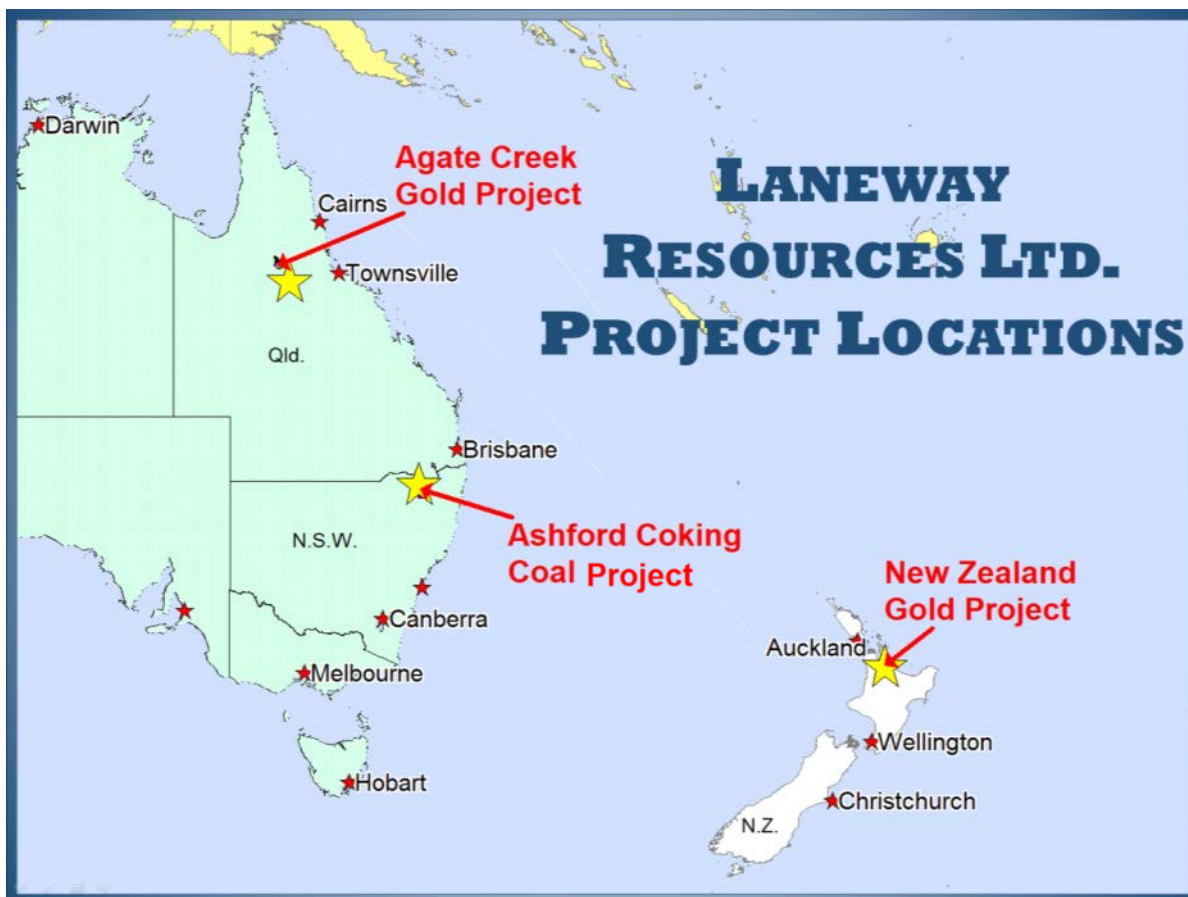 LANEWAY
RESOURCES LTD.
PROJECT LOCATIONS
Darwin
Agate Creek
Gold Project
Cairns
Townsville
Qld.
Brisbane
N.S.W.
Ashford Coking
Coal Project
Canberra
Melbourne
Hobart
New Zealand
Gold Project
Auckland
Wellington
Christchurch
N.Z.